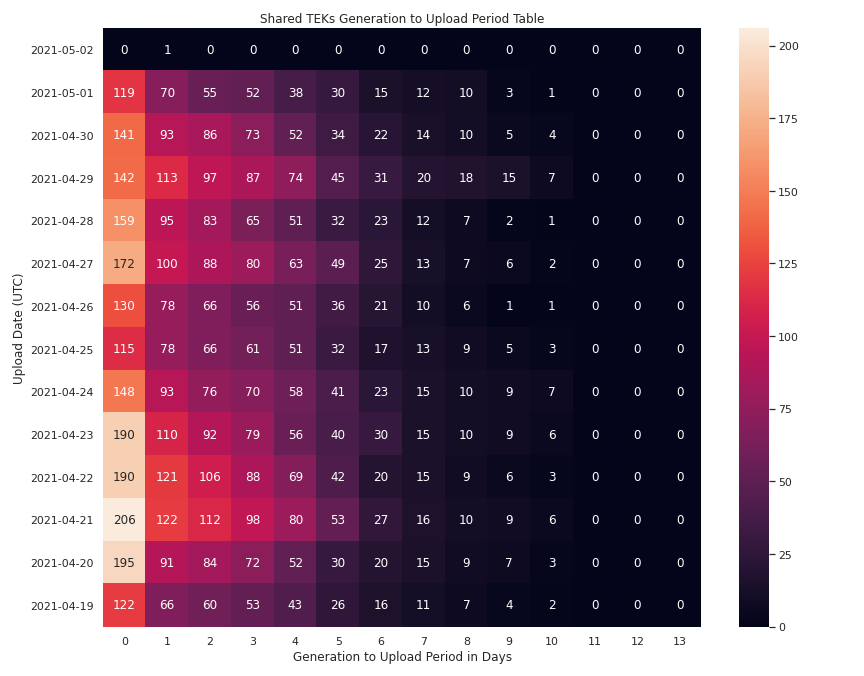 Shared TEKs Generation to Upload Period Table
Upload Date (UTC)
2021-05-02 0 1 0 0 0 0 0 0 0 0 0 0 0 0
2021-05-01 119 70 55 52 38 30 15 12 10 3 1 0 0 0
2021-04-30 141 93 86 73 52 34 22 14 10 5 4 0 0 0
2021-04-29 142 113 97 87 74 45 31 20 18 15 7 0 0 0
2021-04-28 159 95 83 65 51 32 23 12 7 2 1 0 0 0
2021-04-27 172 100 88 80 63 49 25 13 7 6 2 0 0 0
2021-04-26 130 78 66 56 51 36 21 10 6 1 1 0 0 0
2021-04-25 115 78 66 61 51 32 17 13 9 5 3 0 0 0
2021-04-24 148 93 76 70 58 41 23 15 10 9 7 0 0 0
2021-04-23 190 110 92 79 56 40 30 15 10 9 6 0 0 0
2021-04-22 190 121 106 88 69 42 20 15 9 6 3 0 0 0
2021-04-21 206 122 112 98 80 53 27 16 10 9 6 0 0 0
2021-04-20 195 91 84 72 52 30 20 15 9 7 3 0 0 0
2021-04-19 122 66 60 53 43 26 16 11 7 4 2 0 0 0
0 1 2 3 4 5 6 7 8 9 10 11 12 13
Generation to Upload Period in Days
200
175
150
125
100
75
50
25
0